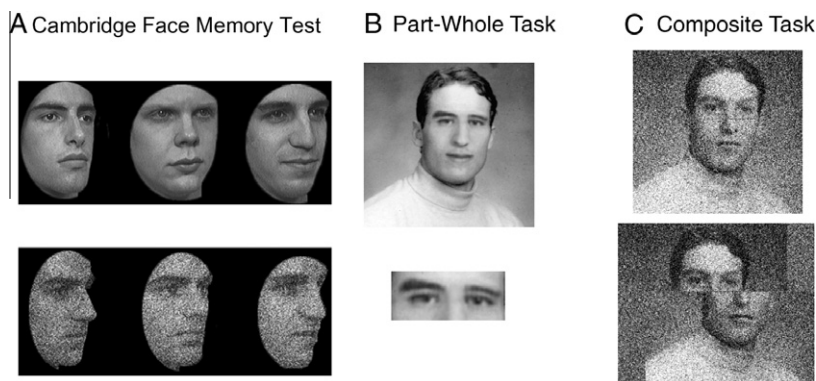 A Cambridge Face Memory Test
B Part-Whole Task
C Composite Task